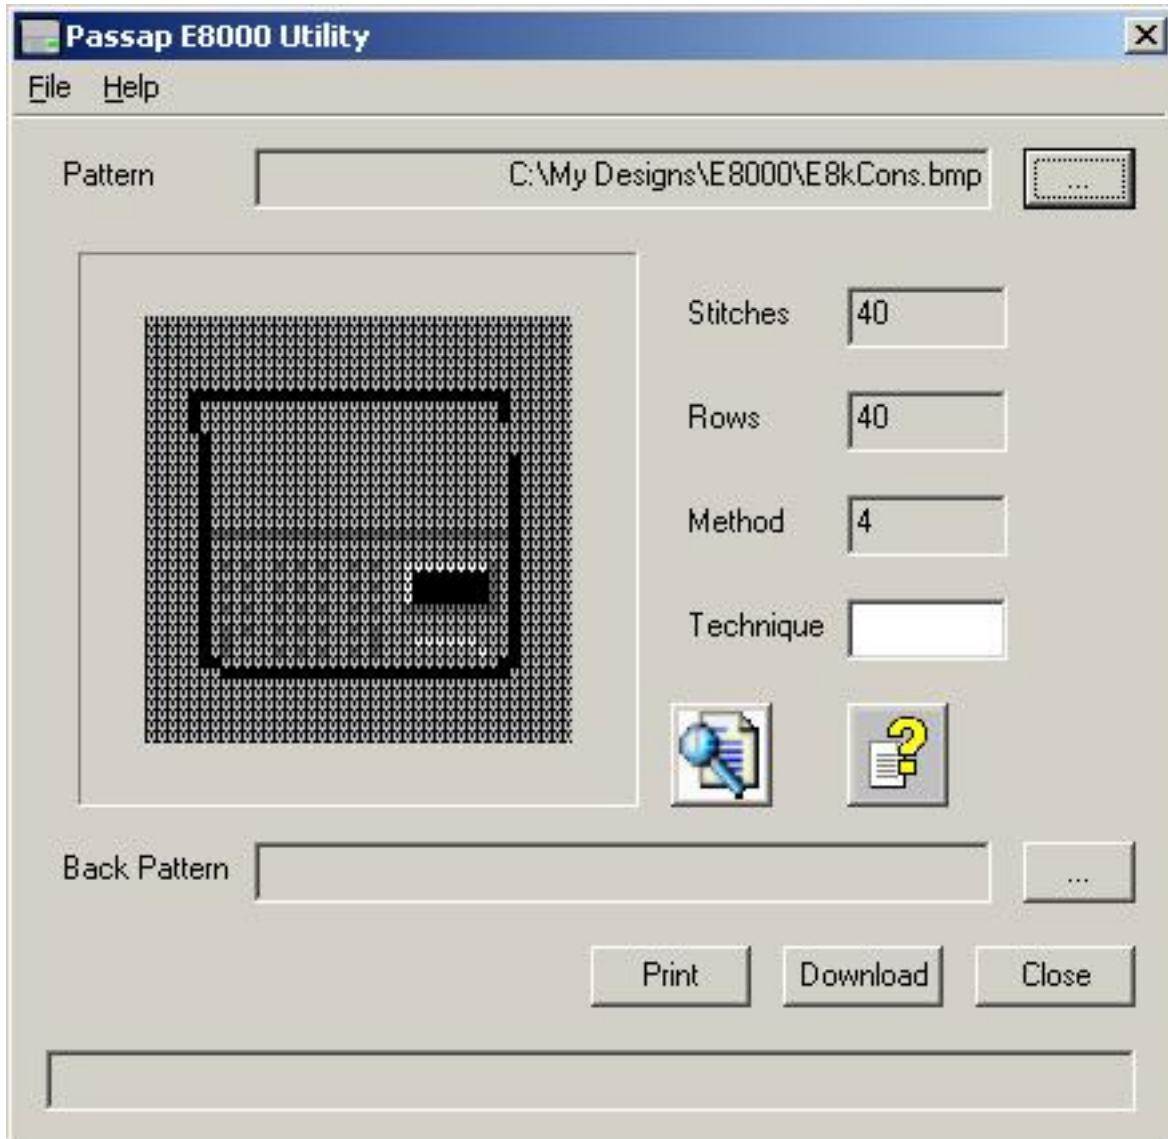 Passap E8000 Utility
File Help
Pattern C:\My Designs\E8000\E8kCons.bmp ...
Stitches 40
Rows 40
Method 4
Technique
Back Pattern ...
Print Download Close